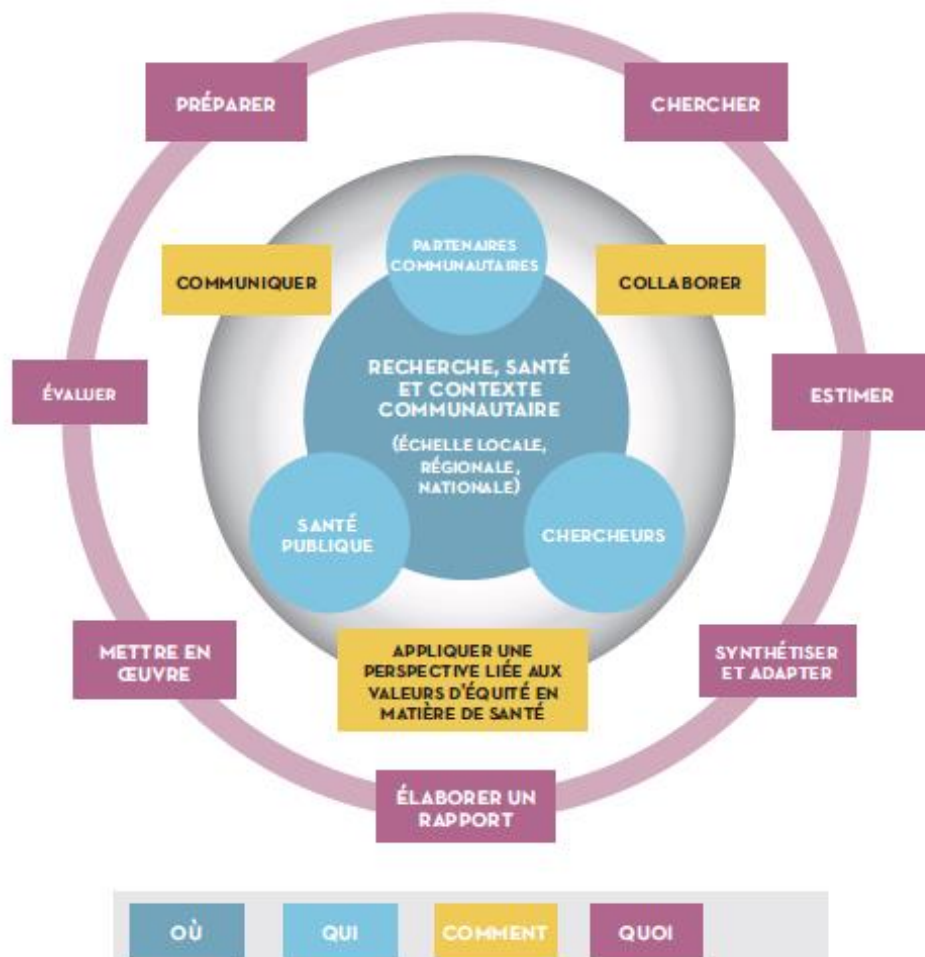 PRÉPARER
CHERCHER
PARTENAIRES
COMMUNAUTAIRES
COMMUNIQUER
COLLABORER
RECHERCHE, SANTÉ
ET CONTEXTE
COMMUNAUTAIRE
(ÉCHELLE LOCALE,
RÉGIONALE,
NATIONALE)
ÉVALUER
ESTIMER
SANTÉ
PUBLIQUE
CHERCHEURS
METTRE EN
ŒUVRE
APPLIQUER UNE
PERSPECTIVE LIÉE AUX
VALEURS D'ÉQUITÉ EN
MATIÈRE DE SANTÉ
SYNTHÉTISER
ET ADAPTER
ÉLABORER UN
RAPPORT
OÙ
QUI
COMMENT
QUOI